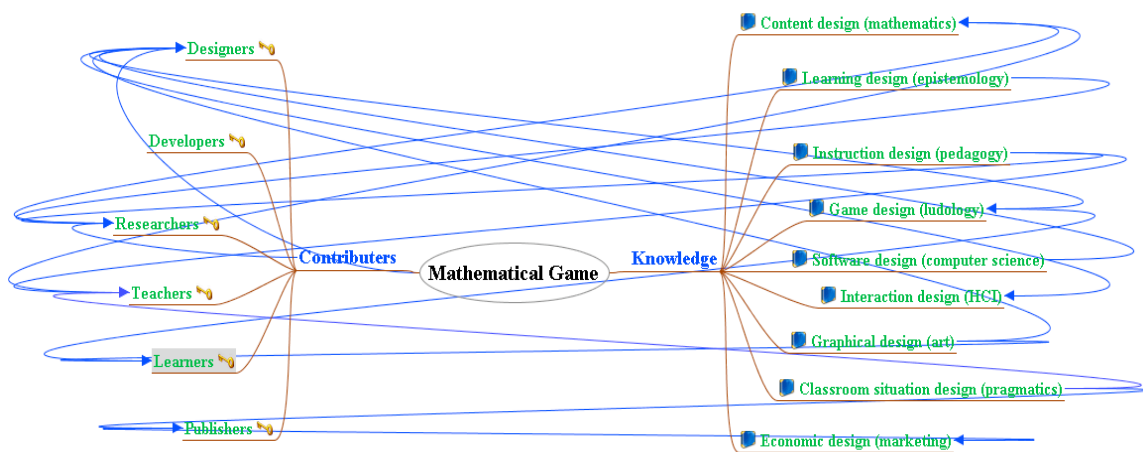 Content design (mathematics)
Designers
Learning design (epistemology)
Developers
Instruction design (pedagogy)
Researchers
Game design (ludology)
Contributers
Mathematical Game
Knowledge
Software design (computer science)
Teachers
Interaction design (HCI)
Learners
Graphical design (art)
Classroom situation design (pragmatics)
Publishers
Economic design (marketing)